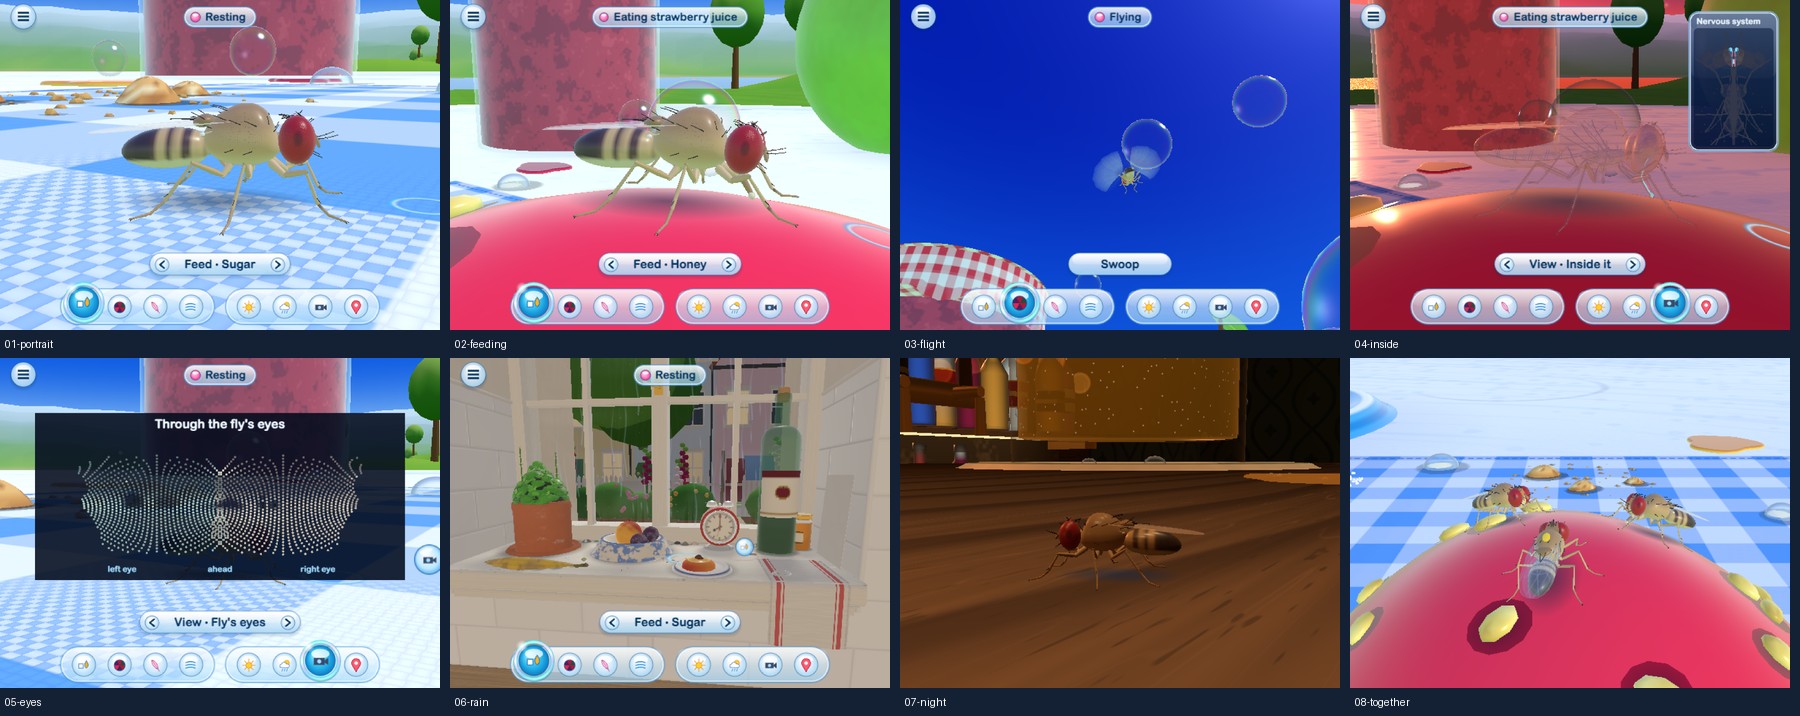 Resting
Feed · Sugar
01-portrait
Eating strawberry juice
Feed · Honey
02-feeding
Flying
Swoop
03-flight
Eating strawberry juice
Nervous system
View · Inside it
04-inside
Resting
Through the fly's eyes
left eye
ahead
right eye
View · Fly's eyes
05-eyes
Resting
Feed · Sugar
06-rain
07-night
08-together